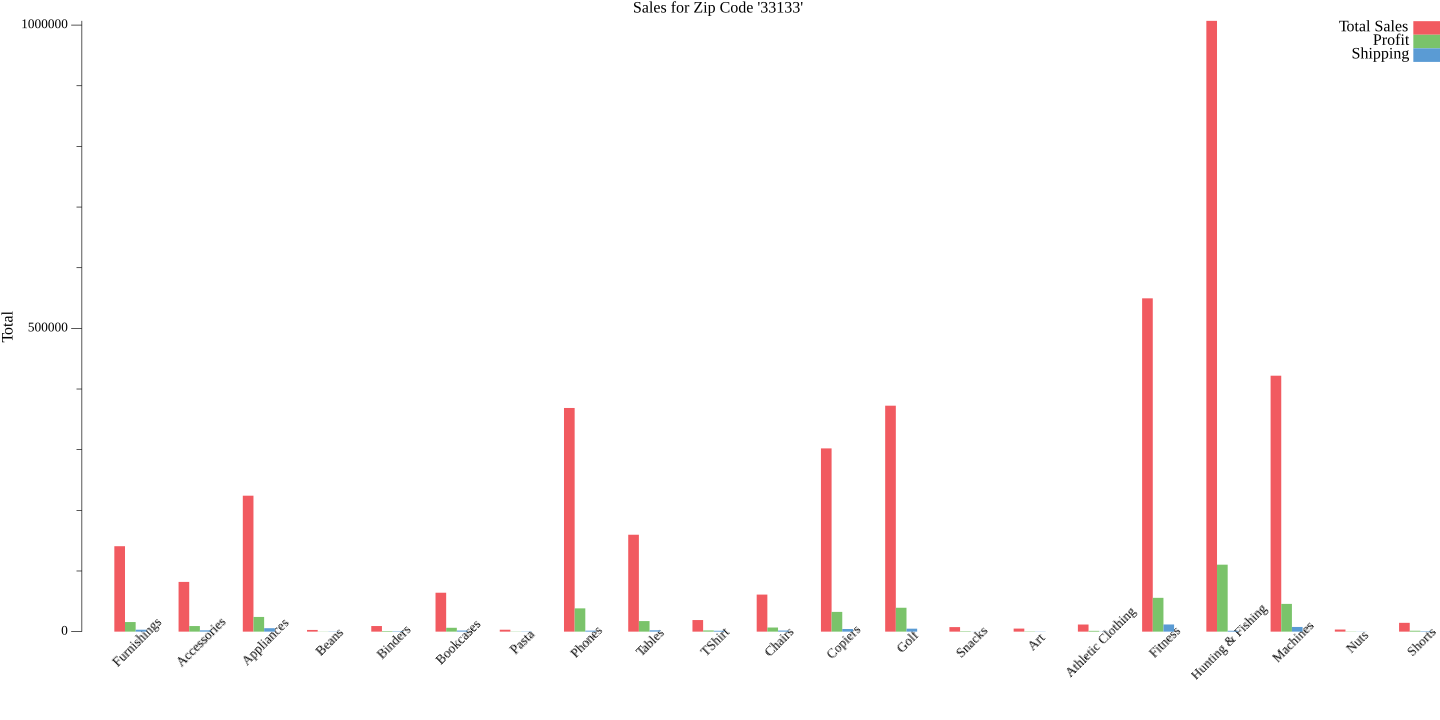 Sales for Zip Code '33133'
1000000
500000
0
Total
Total Sales
Profit
Shipping
Furnishings
Accessories
Appliances
Beans
Binders
Bookcases
Pasta
Phones
Tables
TShirt
Chairs
Copiers
Golf
Snacks
Art
Athletic Clothing
Fitness
Hunting & Fishing
Machines
Nuts
Shorts